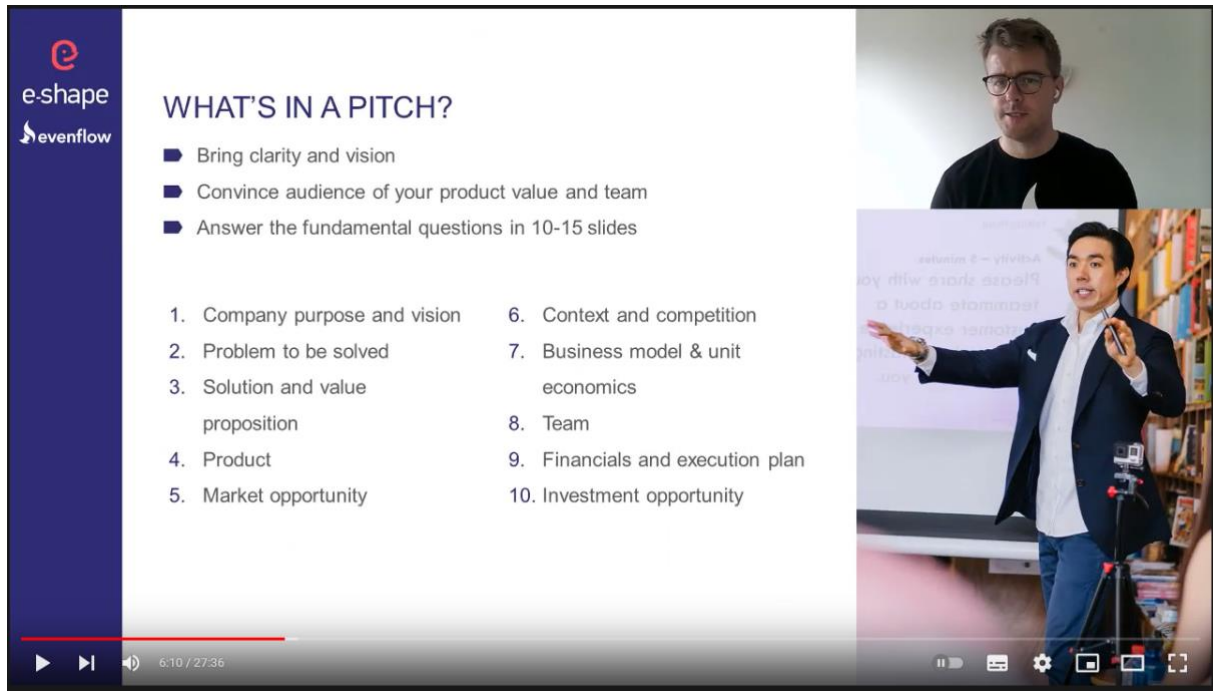 e-shape
evenflow
WHAT'S IN A PITCH?
Bring clarity and vision
Convince audience of your product value and team
Answer the fundamental questions in 10-15 slides
1. Company purpose and vision
2. Problem to be solved
3. Solution and value
proposition
4. Product
5. Market opportunity
6. Context and competition
7. Business model & unit
economics
8. Team
9. Financials and execution plan
10. Investment opportunity
Activity – 5 minutes
Please share with you
teammate about a
you.
6:10 / 27:36